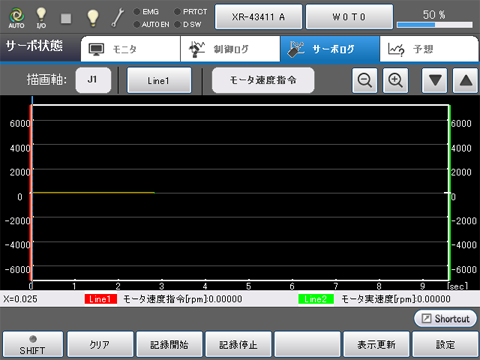 EMG PRTCT XR-43411 A W0T0 50 %
AUTO I/O AUTO EN D SW
サーボ状態 モニタ 制御ログ サーボログ 予想
描画軸: J1 Line1 モータ速度指令
6000 6000
4000 4000
2000 2000
0 0
-2000 -2000
-4000 -4000
-6000 -6000
0 1 2 3 4 5 6 7 8 9 [sec]
X=0.025 Line1 モータ速度指令[rpm]:0.00000 Line2 モータ実速度[rpm]:0.00000
Shortcut
SHIFT クリア 記録開始 記録停止 表示更新 設定